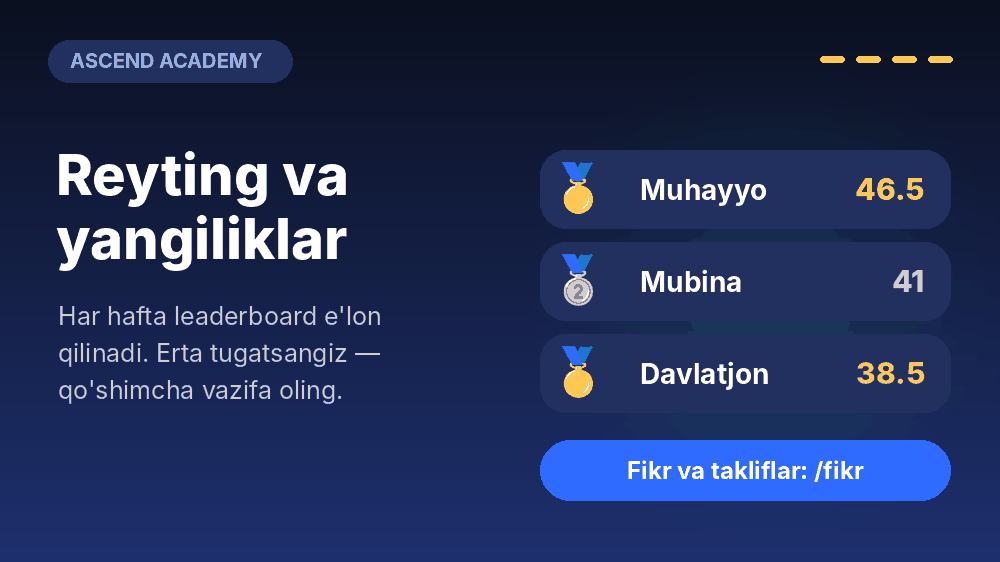 ASCEND ACADEMY
Reyting va
yangiliklar
Har hafta leaderboard e'lon
qilinadi. Erta tugatsangiz —
qo'shimcha vazifa oling.
Muhayyo 46.5
2 Mubina 41
Davlatjon 38.5
Fikr va takliflar: /fikr